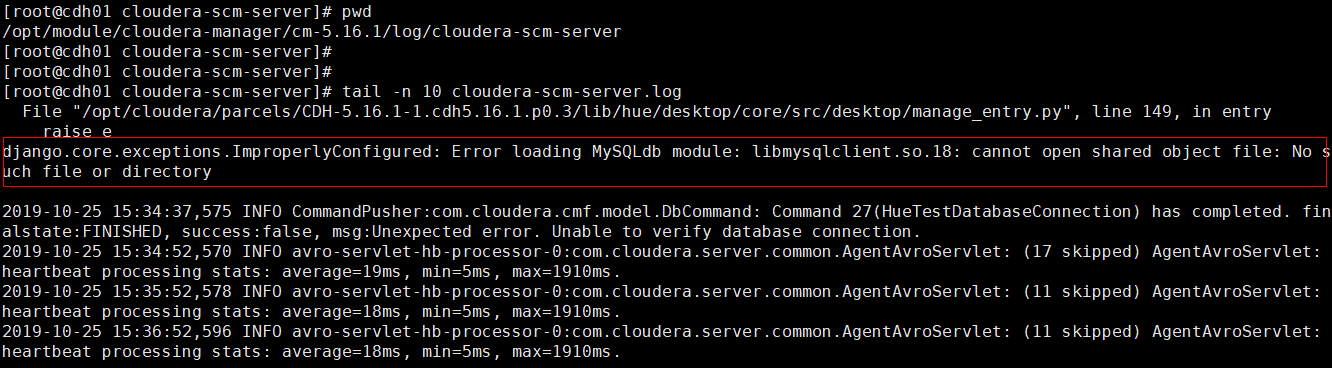 [root@cdh01 cloudera-scm-server]# pwd
/opt/module/cloudera-manager/cm-5.16.1/log/cloudera-scm-server
[root@cdh01 cloudera-scm-server]#
[root@cdh01 cloudera-scm-server]#
[root@cdh01 cloudera-scm-server]# tail -n 10 cloudera-scm-server.log
  File "/opt/cloudera/parcels/CDH-5.16.1-1.cdh5.16.1.p0.3/lib/hue/desktop/core/src/desktop/manage_entry.py", line 149, in entry
    raise e
django.core.exceptions.ImproperlyConfigured: Error loading MySQLdb module: libmysqlclient.so.18: cannot open shared object file: No s
uch file or directory

2019-10-25 15:34:37,575 INFO CommandPusher:com.cloudera.cmf.model.DbCommand: Command 27(HueTestDatabaseConnection) has completed. fin
alstate:FINISHED, success:false, msg:Unexpected error. Unable to verify database connection.
2019-10-25 15:34:52,570 INFO avro-servlet-hb-processor-0:com.cloudera.server.common.AgentAvroServlet: (17 skipped) AgentAvroServlet:
heartbeat processing stats: average=19ms, min=5ms, max=1910ms.
2019-10-25 15:35:52,578 INFO avro-servlet-hb-processor-0:com.cloudera.server.common.AgentAvroServlet: (11 skipped) AgentAvroServlet:
heartbeat processing stats: average=18ms, min=5ms, max=1910ms.
2019-10-25 15:36:52,596 INFO avro-servlet-hb-processor-0:com.cloudera.server.common.AgentAvroServlet: (11 skipped) AgentAvroServlet:
heartbeat processing stats: average=18ms, min=5ms, max=1910ms.